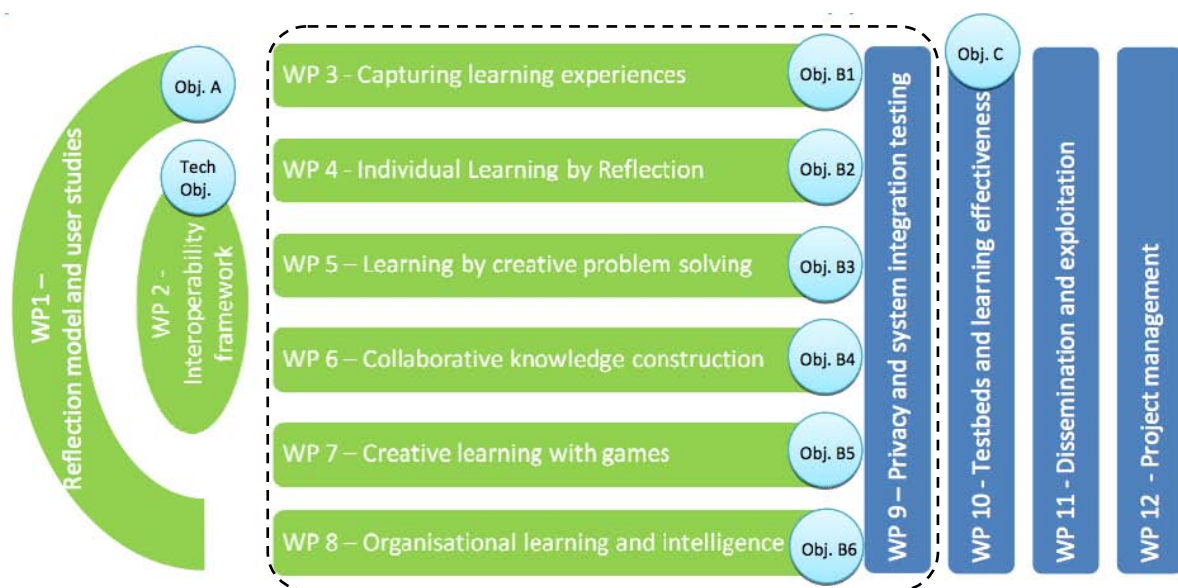 WP1 –
Reflection model and user studies
Obj. A
Tech
Obj.
WP 2 -
Interoperability
framework
WP 3 - Capturing learning experiences
Obj. B1
WP 4 - Individual Learning by Reflection
Obj. B2
WP 5 – Learning by creative problem solving
Obj. B3
WP 6 – Collaborative knowledge construction
Obj. B4
WP 7 – Creative learning with games
Obj. B5
WP 8 – Organisational learning and intelligence
Obj. B6
WP 9 – Privacy and system integration testing
Obj. C
WP 10 - Testbeds and learning effectiveness
WP 11 - Dissemination and exploitation
WP 12 - Project management